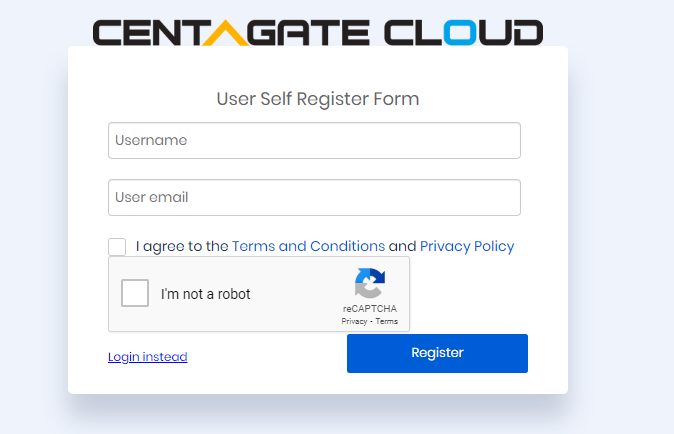 CENTAGATE CLOUD
User Self Register Form
Username
User email
I agree to the Terms and Conditions and Privacy Policy
I'm not a robot
reCAPTCHA
Privacy - Terms
Login instead
Register